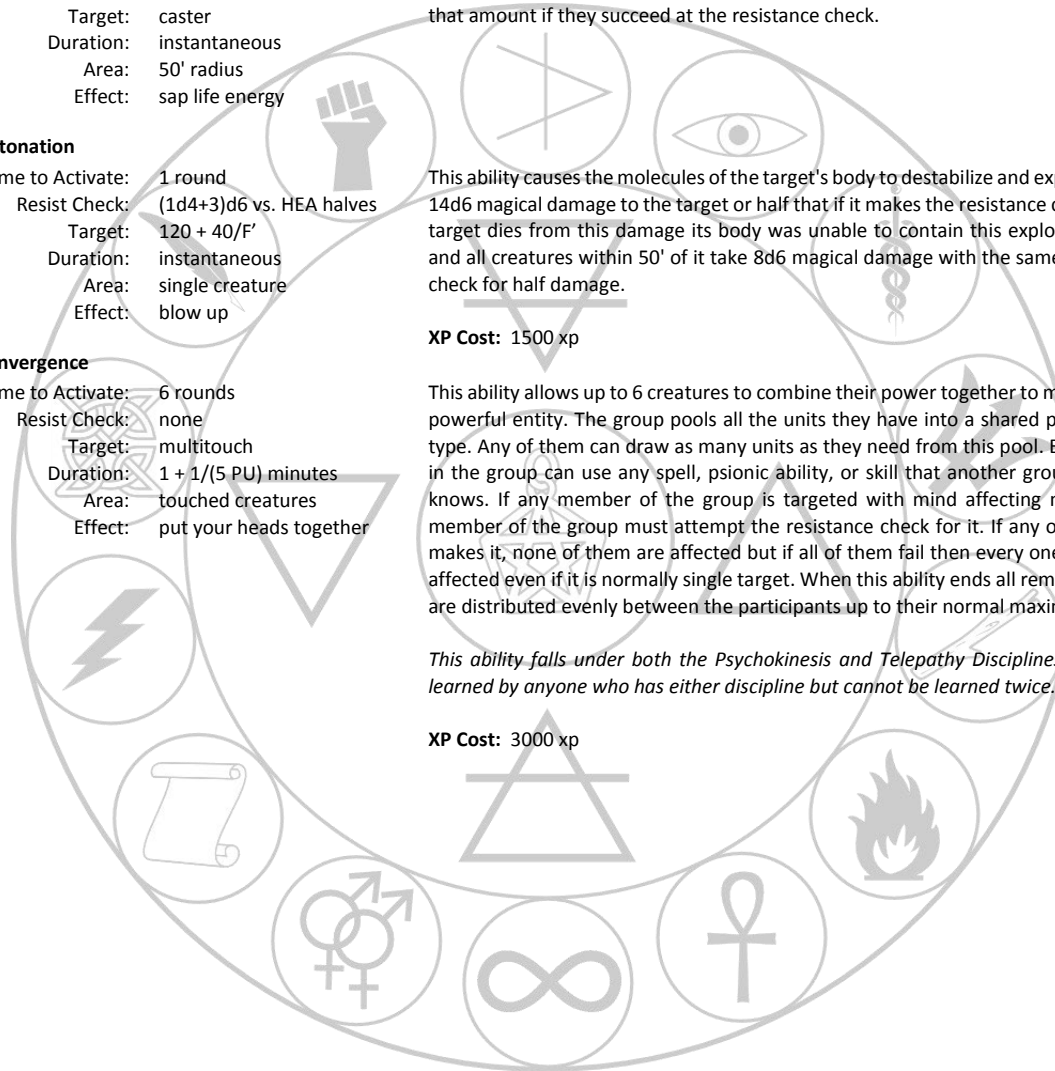 Target: caster
Duration: instantaneous
Area: 50' radius
Effect: sap life energy
that amount if they succeed at the resistance check.
tonation
me to Activate: 1 round
Resist Check: (1d4+3)d6 vs. HEA halves
Target: 120 + 40/F’
Duration: instantaneous
Area: single creature
Effect: blow up
This ability causes the molecules of the target's body to destabilize and exp
14d6 magical damage to the target or half that if it makes the resistance
target dies from this damage its body was unable to contain this explo
and all creatures within 50' of it take 8d6 magical damage with the same
check for half damage.
XP Cost: 1500 xp
nvergence
me to Activate: 6 rounds
Resist Check: none
Target: multitouch
Duration: 1 + 1/(5 PU) minutes
Area: touched creatures
Effect: put your heads together
This ability allows up to 6 creatures to combine their power together to m
powerful entity. The group pools all the units they have into a shared p
type. Any of them can draw as many units as they need from this pool. E
in the group can use any spell, psionic ability, or skill that another grou
knows. If any member of the group is targeted with mind affecting
member of the group must attempt the resistance check for it. If any o
makes it, none of them are affected but if all of them fail then every one
affected even if it is normally single target. When this ability ends all rem
are distributed evenly between the participants up to their normal maxi
This ability falls under both the Psychokinesis and Telepathy Discipline
learned by anyone who has either discipline but cannot be learned twice.
XP Cost: 3000 xp